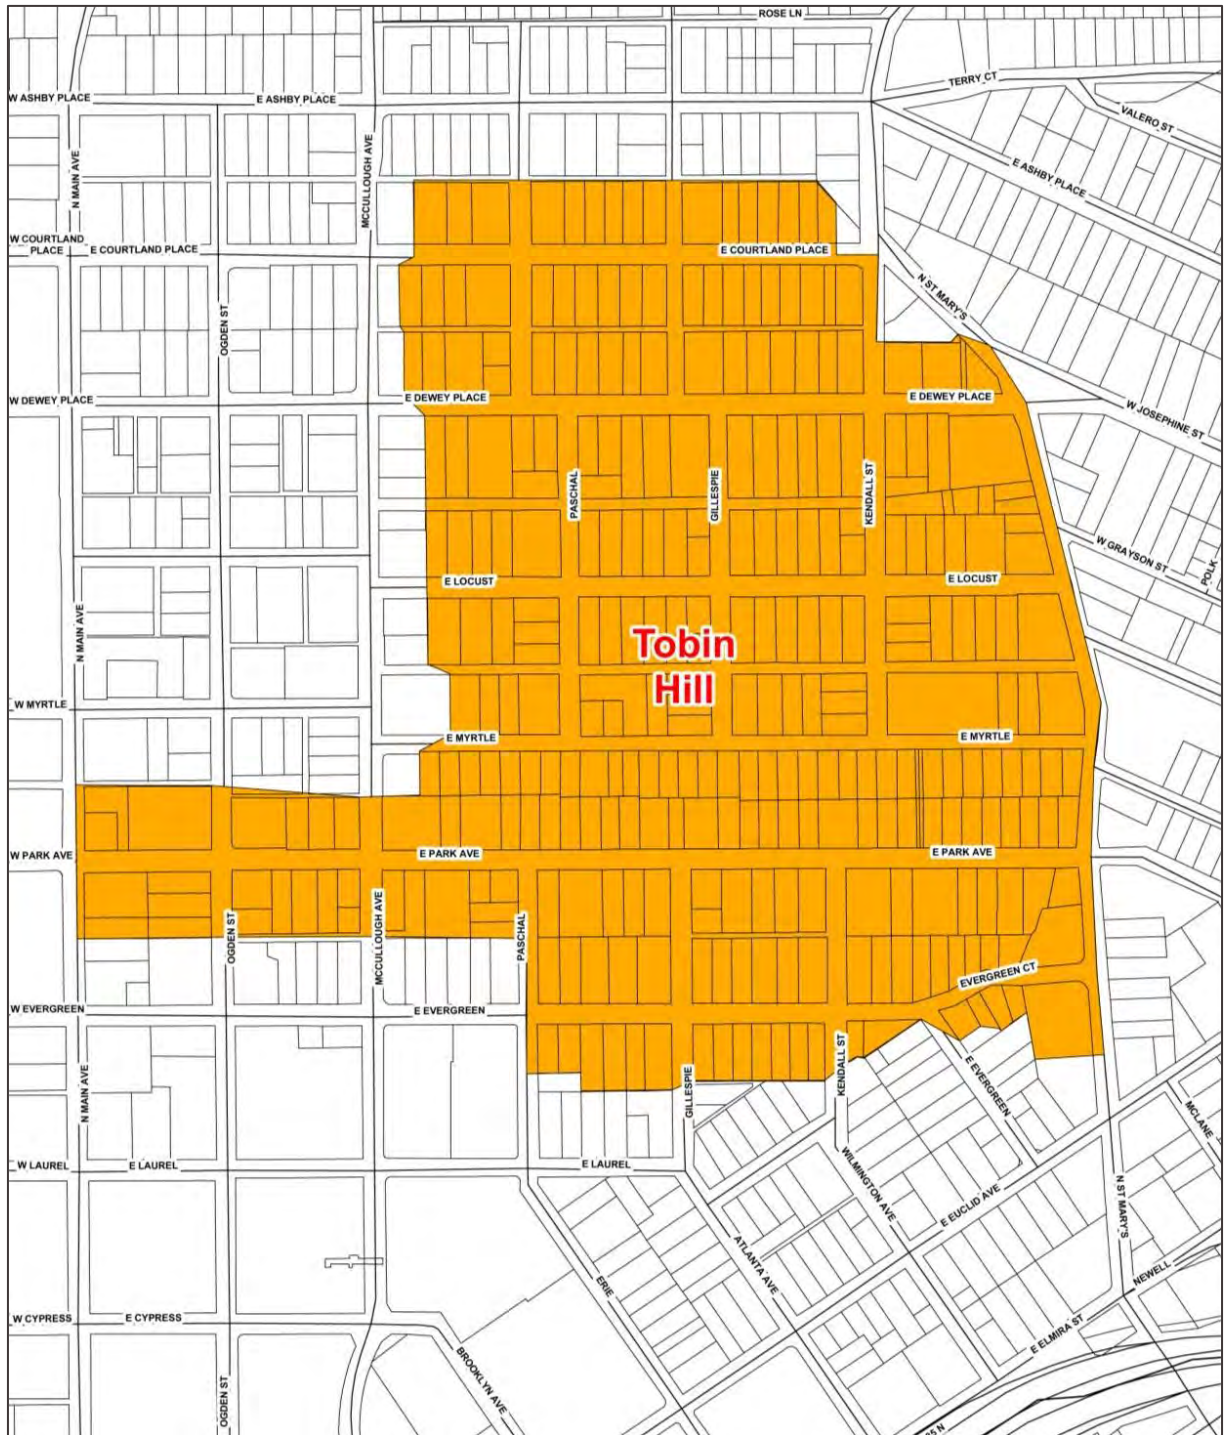 ROSE LN
TERRY CT
W ASHBY PLACE
E ASHBY PLACE
VALERO ST
N MAIN AVE
MCCULLOUGH AVE
E ASHBY PLACE
W COURTLAND
PLACE
E COURTLAND PLACE
E COURTLAND PLACE
OGDEN ST
N ST MARY'S
W DEWEY PLACE
E DEWEY PLACE
E DEWEY PLACE
W JOSEPHINE ST
PASCHAL
GILLESPIE
KENDALL ST
W GRAYSON ST
POLK
E LOCUST
E LOCUST
N MAIN AVE
Tobin
Hill
W MYRTLE
E MYRTLE
E MYRTLE
W PARK AVE
E PARK AVE
E PARK AVE
OGDEN ST
MCCULLOUGH AVE
PASCHAL
EVERGREEN CT
W EVERGREEN
E EVERGREEN
N MAIN AVE
GILLESPIE
KENDALL ST
E EVERGREEN
MCLANE
W LAUREL
E LAUREL
E LAUREL
WILMINGTON AVE
E EUCLID AVE
N ST MARY'S
ATLANTA AVE
ERIE
NEWELL
W CYPRESS
E CYPRESS
E ELMIRA ST
BROOKLYN AVE
OGDEN ST
35 N